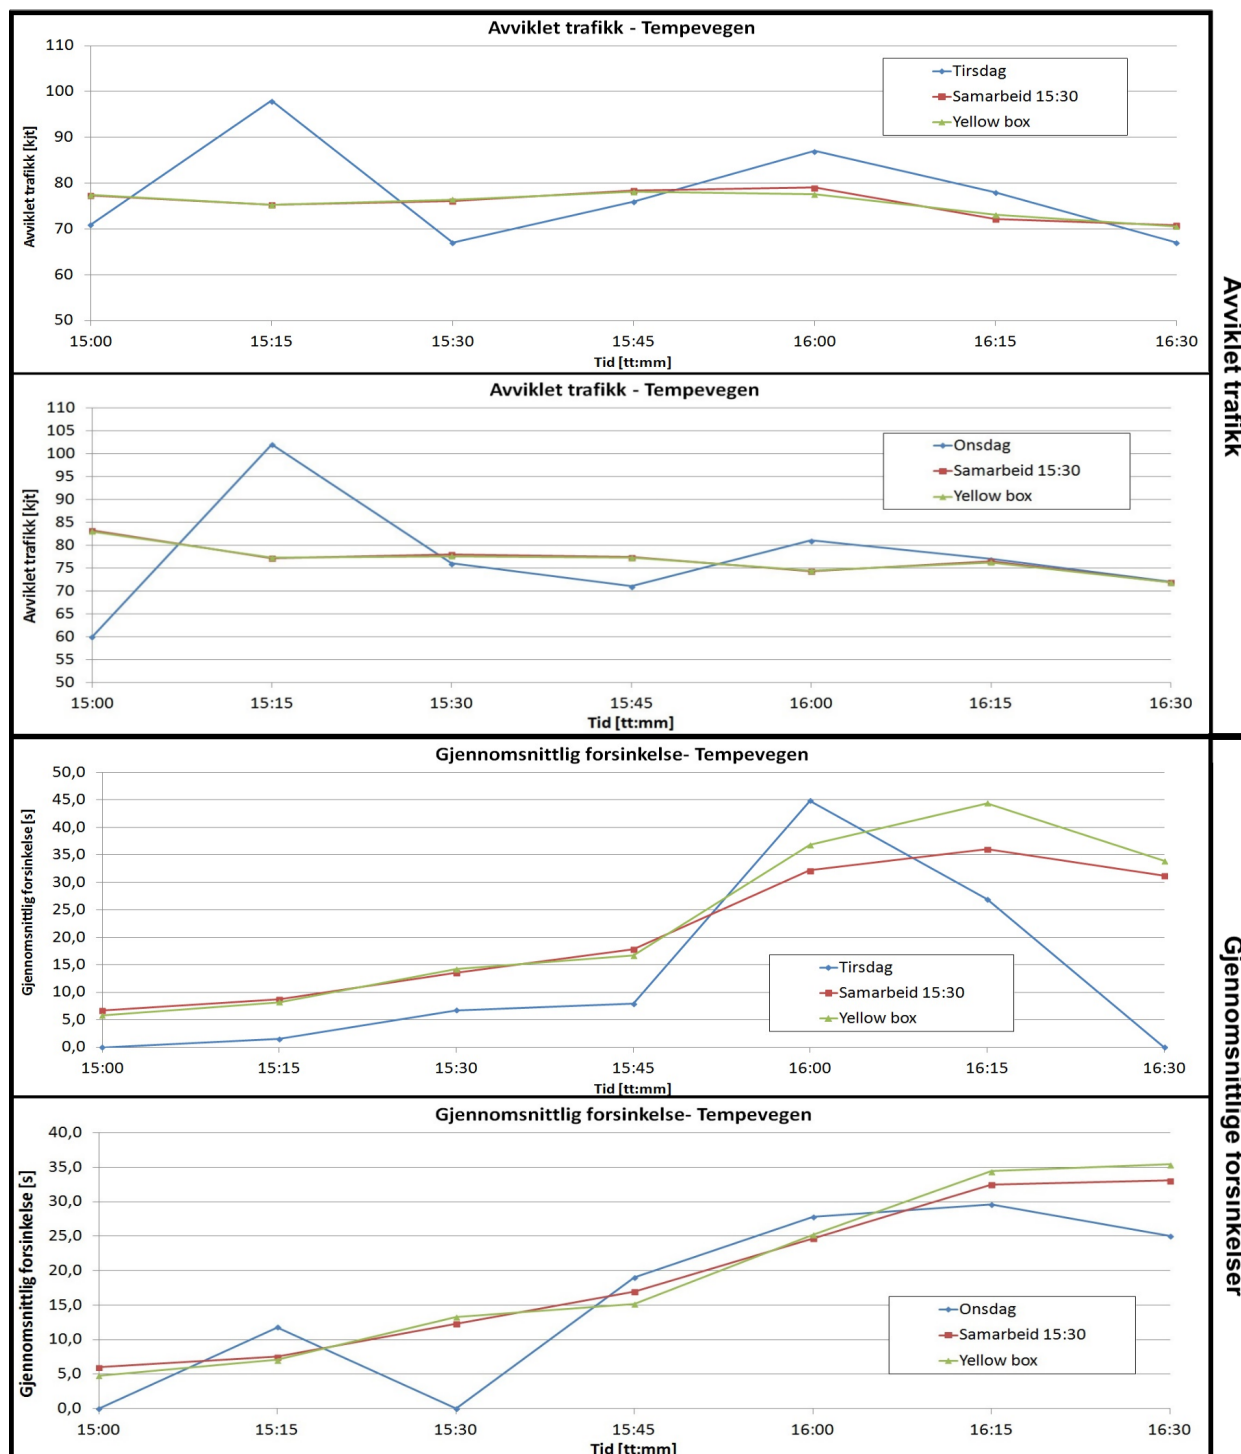 Avviklet trafikk - Tempevegen
110
100
90
80
70
60
50
Avviklet trafikk [kjt]
Tirsdag
Samarbeid 15:30
Yellow box
15:00 15:15 15:30 15:45 16:00 16:15 16:30
Tid [tt:mm]
Avviklet trafikk - Tempevegen
110
105
100
95
90
85
80
75
70
65
60
55
50
Avviklet trafikk [kjt]
Onsdag
Samarbeid 15:30
Yellow box
15:00 15:15 15:30 15:45 16:00 16:15 16:30
Tid [tt:mm]
Avviklet trafikk
Gjennomsnittlig forsinkelse- Tempevegen
50,0
45,0
40,0
35,0
30,0
25,0
20,0
15,0
10,0
5,0
0,0
Gjennomsnittlig forsinkelse [s]
Tirsdag
Samarbeid 15:30
Yellow box
15:00 15:15 15:30 15:45 16:00 16:15 16:30
Tid [tt:mm]
Gjennomsnittlig forsinkelse- Tempevegen
40,0
35,0
30,0
25,0
20,0
15,0
10,0
5,0
0,0
Gjennomsnittlig forsinkelse [s]
Onsdag
Samarbeid 15:30
Yellow box
15:00 15:15 15:30 15:45 16:00 16:15 16:30
Tid [tt:mm]
Gjennomsnittlige forsinkelser